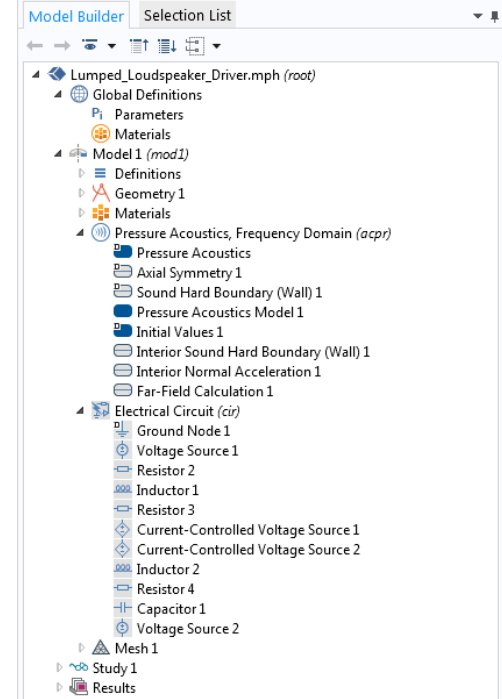 Model Builder Selection List
Lumped_Loudspeaker_Driver.mph (root)
Global Definitions
Pi Parameters
Materials
Model 1 (mod1)
Definitions
Geometry 1
Materials
Pressure Acoustics, Frequency Domain (acpr)
Pressure Acoustics
Axial Symmetry 1
Sound Hard Boundary (Wall) 1
Pressure Acoustics Model 1
Initial Values 1
Interior Sound Hard Boundary (Wall) 1
Interior Normal Acceleration 1
Far-Field Calculation 1
Electrical Circuit (cir)
Ground Node 1
Voltage Source 1
Resistor 2
Inductor 1
Resistor 3
Current-Controlled Voltage Source 1
Current-Controlled Voltage Source 2
Inductor 2
Resistor 4
Capacitor 1
Voltage Source 2
Mesh 1
Study 1
Results